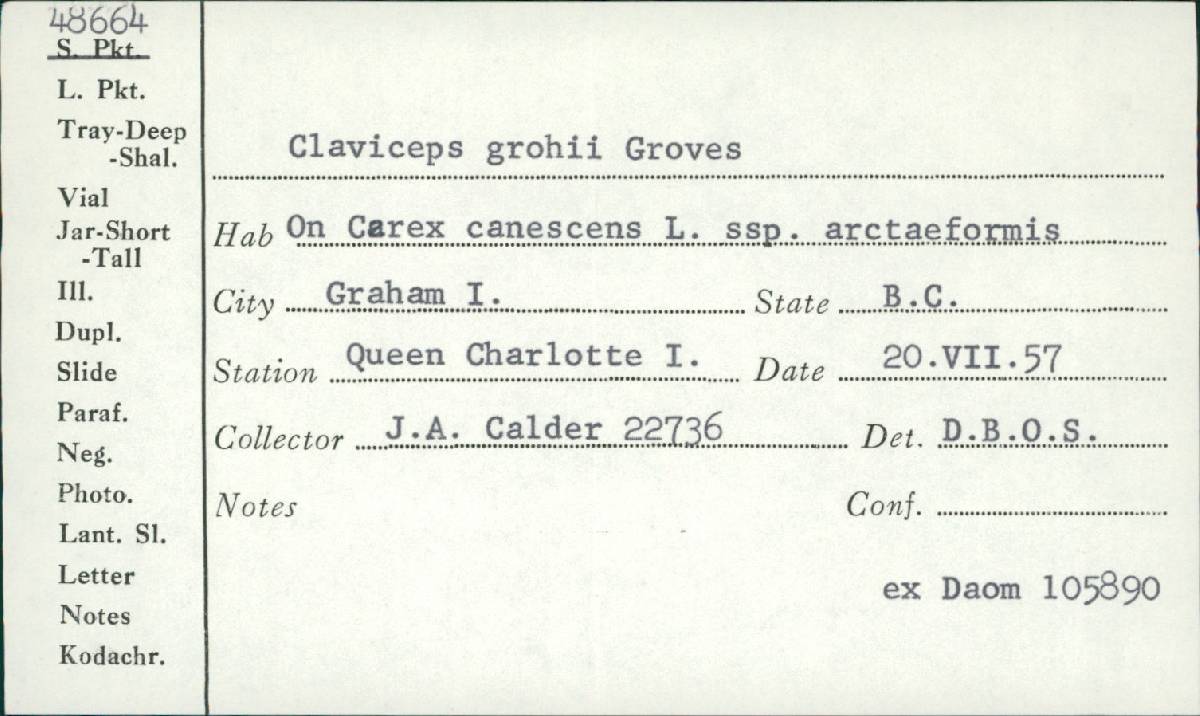 48664
S. Pkt.
L. Pkt.
Tray-Deep
-Shal.
Vial
Jar-Short
-Tall
Ill.
Dupl.
Slide
Paraf.
Neg.
Photo.
Lant. Sl.
Letter
Notes
Kodachr.
Claviceps grohii Groves
Hab On Carex canescens L. ssp. arctaeformis
City Graham I. State B.C.
Station Queen Charlotte I. Date 20.VII.57
Collector J.A. Calder 22736 Det. D.B.O.S.
Notes Conf.
ex Daom 105890